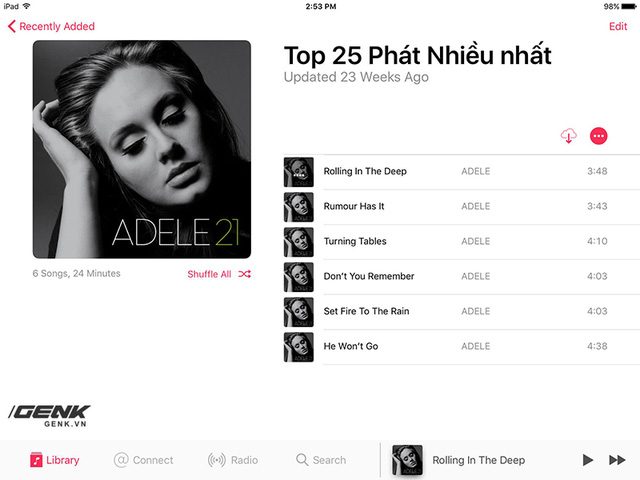 iPad 2:53 PM 98%
Recently Added Edit
ADELE 21
Top 25 Phát Nhiều nhất
Updated 23 Weeks Ago
6 Songs, 24 Minutes Shuffle All
Rolling In The Deep ADELE 3:48
Rumour Has It ADELE 3:43
Turning Tables ADELE 4:10
Don't You Remember ADELE 4:03
Set Fire To The Rain ADELE 4:03
He Won't Go ADELE 4:38
GENK
GENK.VN
Library @ Connect Radio Search Rolling In The Deep